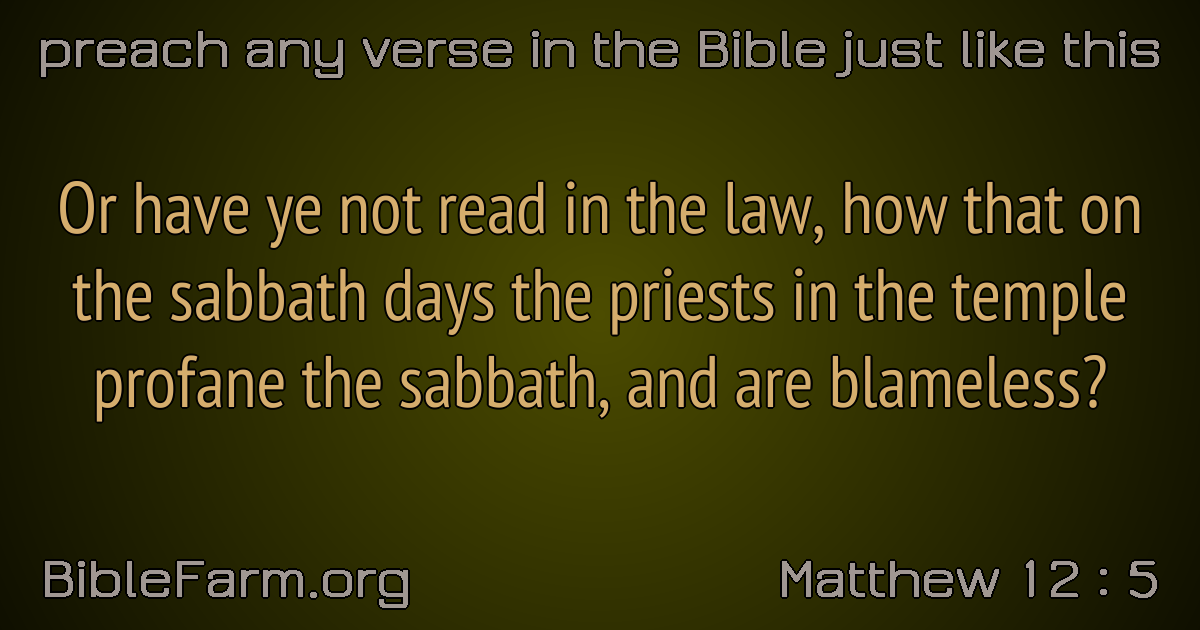 preach any verse in the Bible just like this
Or have ye not read in the law, how that on
the sabbath days the priests in the temple
profane the sabbath, and are blameless?
BibleFarm.org
Matthew 12 : 5